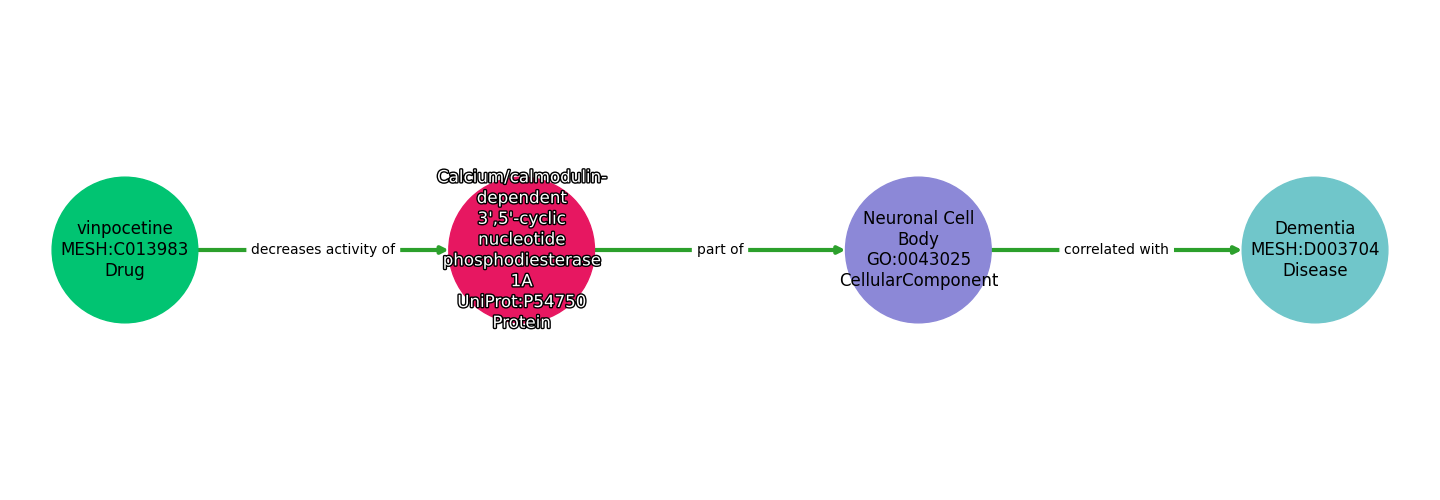 vinpocetine
MESH:C013983
Drug
decreases activity of
Calcium/calmodulin-
dependent
3',5'-cyclic
nucleotide
phosphodiesterase
1A
UniProt:P54750
Protein
part of
Neuronal Cell
Body
GO:0043025
CellularComponent
correlated with
Dementia
MESH:D003704
Disease